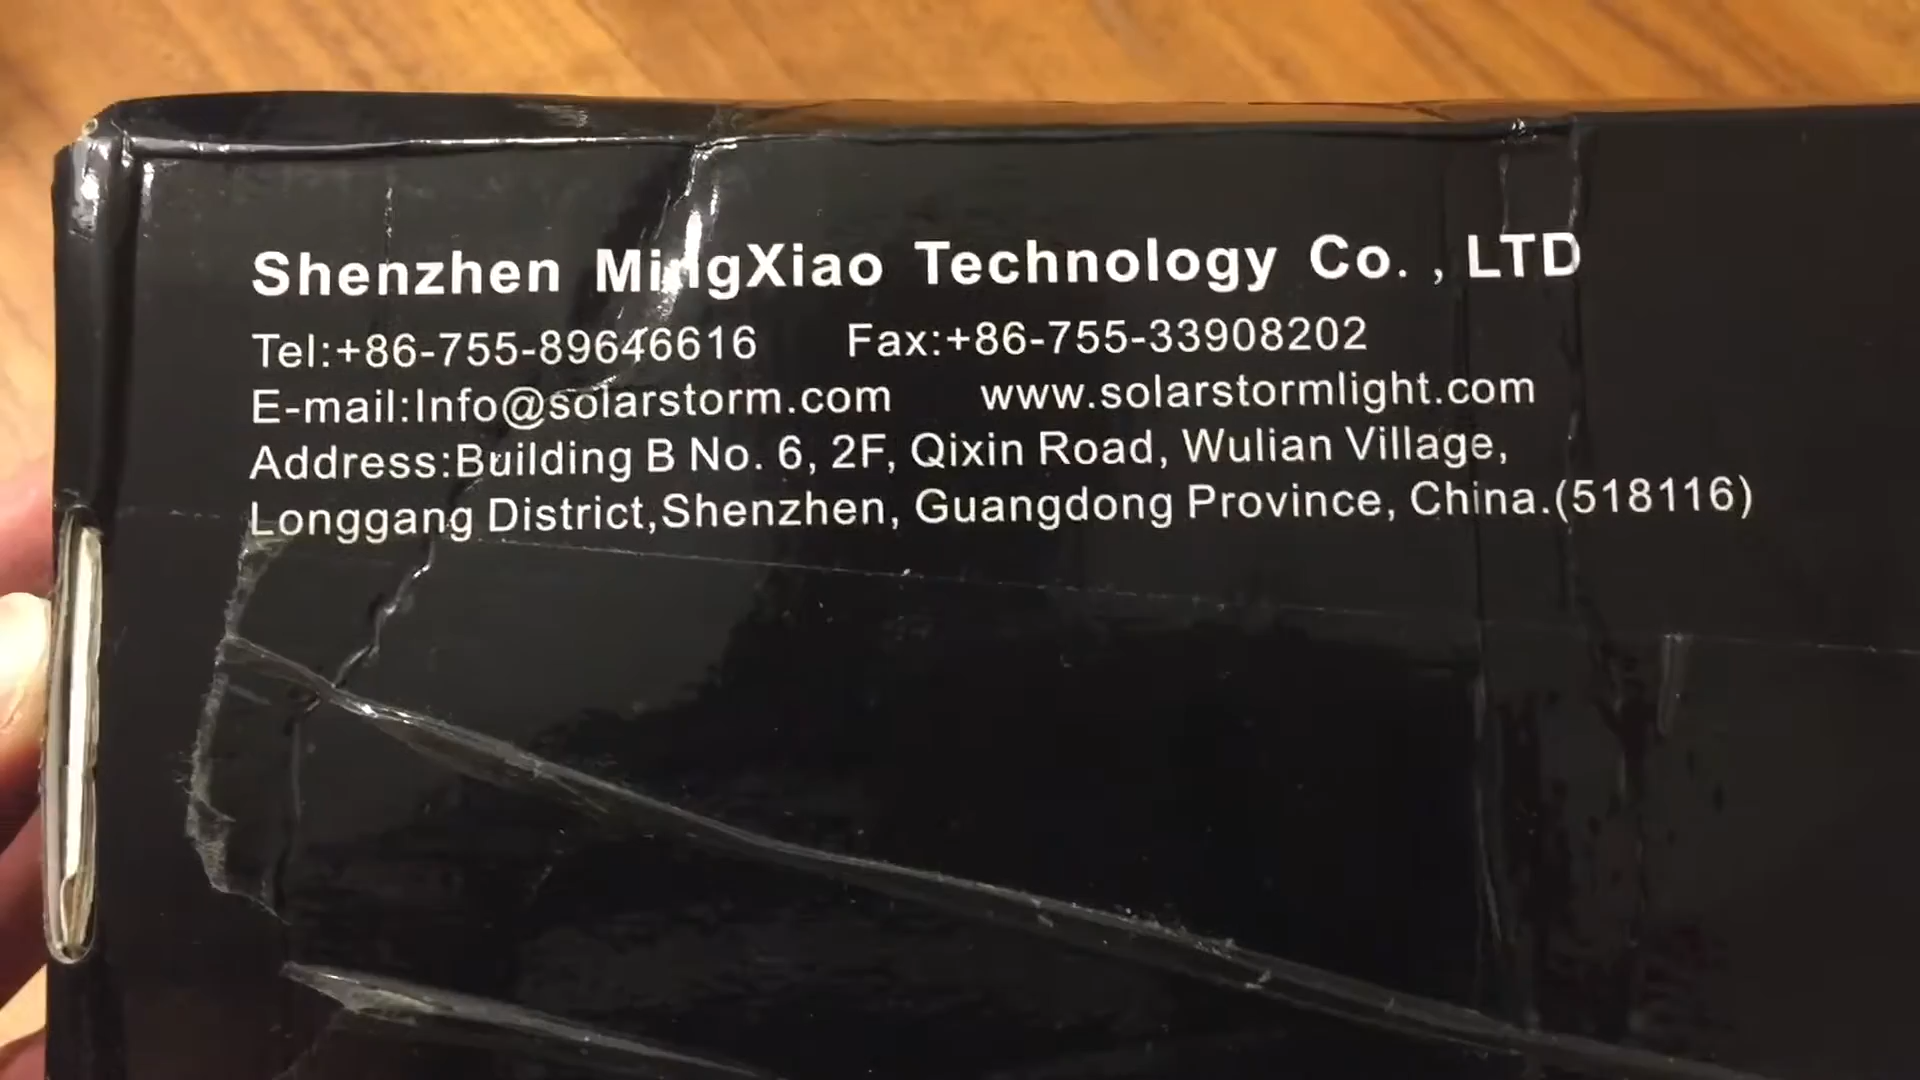 Shenzhen MingXiao Technology Co. , LTD
Tel:+86-755-89646616 Fax:+86-755-33908202
E-mail:Info@solarstorm.com www.solarstormlight.com
Address:Building B No. 6, 2F, Qixin Road, Wulian Village,
Longgang District,Shenzhen, Guangdong Province, China.(518116)